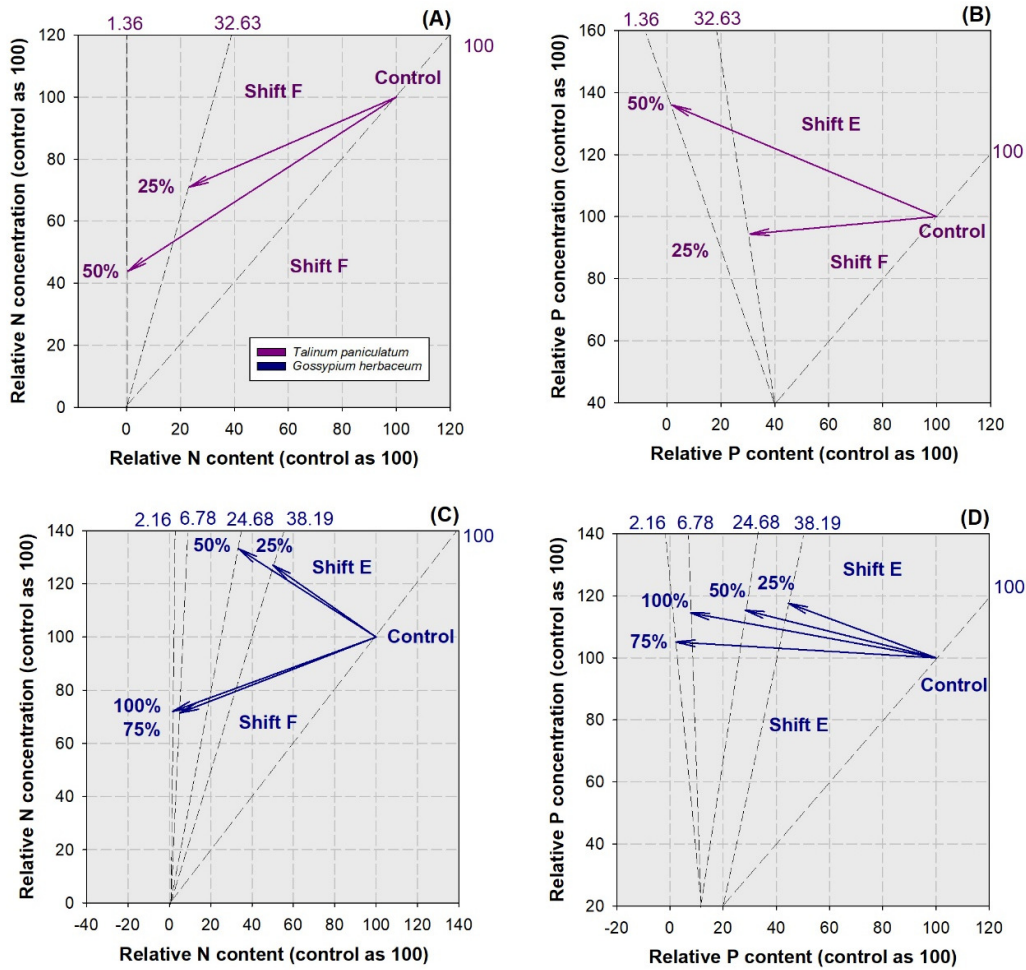 1.36 32.63 (A)
120
100
Control
100
Shift F
80
25%
60
50%
40
Shift F
20
Talinum paniculatum
Gossypium herbaceum
0
0 20 40 60 80 100 120
Relative N content (control as 100)
Relative N concentration (control as 100)
1.36 32.63 (B)
160
140
50%
Shift E
120
100
100
Control
25%
Shift F
80
60
40
0 20 40 60 80 100 120
Relative P content (control as 100)
Relative P concentration (control as 100)
2.16 6.78 24.68 38.19 (C)
140
100
50% 25%
Shift E
120
100
Control
80
100%
75%
Shift F
60
40
20
0
-40 -20 0 20 40 60 80 100 120 140
Relative N content (control as 100)
Relative N concentration (control as 100)
2.16 6.78 24.68 38.19 (D)
140
Shift E
120
100% 50% 25%
100
75%
100
Control
80
Shift E
60
40
20
-20 0 20 40 60 80 100 120
Relative P content (control as 100)
Relative P concentration (control as 100)